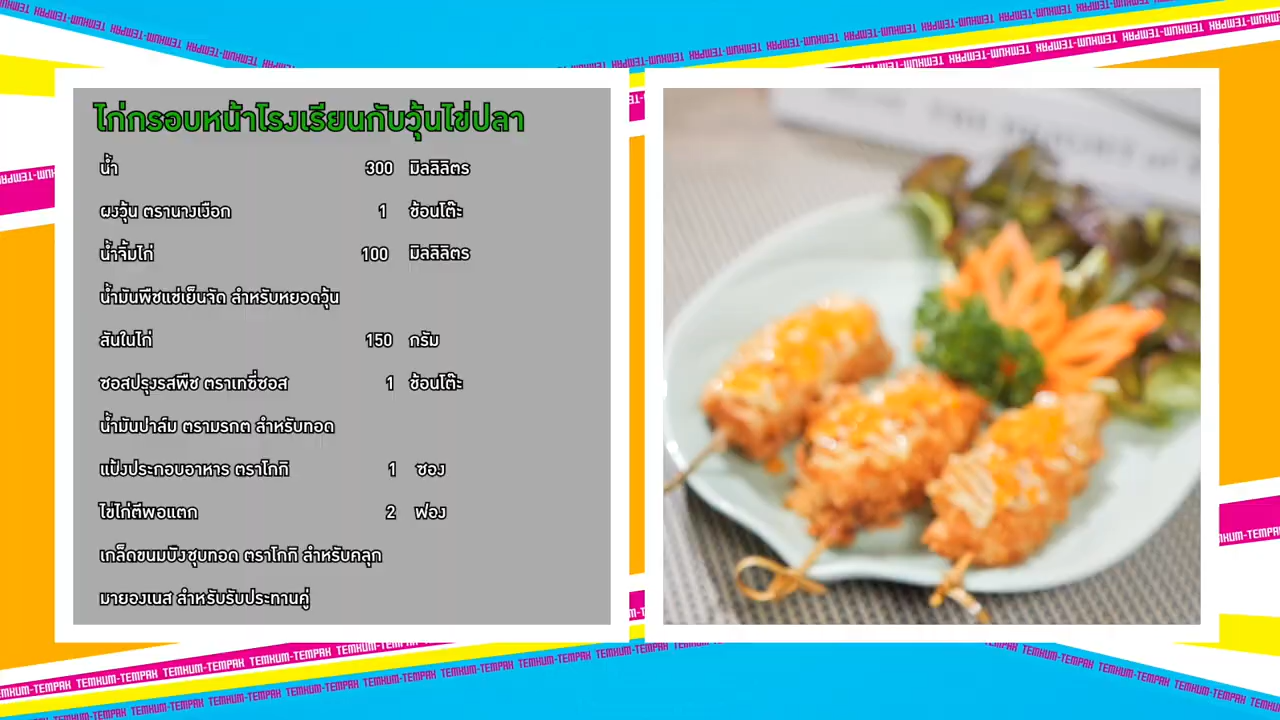 ไก่กรอบหน้าโรงเรียนกับวุ้นไข่ปลา
น้ำ 300 มิลลิลิตร
ผงวุ้น ตรานางเงือก 1 ช้อนโต๊ะ
น้ำจิ้มไก่ 100 มิลลิลิตร
น้ำมันพืชแช่เย็นจัด สำหรับหยอดวุ้น
สันในไก่ 150 กรัม
ซอสปรุงรสพืช ตราเทซี่ซอส 1 ช้อนโต๊ะ
น้ำมันปาล์ม ตรามรกต สำหรับทอด
แป้งประกอบอาหาร ตราโกกิ 1 ซอง
ไข่ไก่ตีพอแตก 2 ฟอง
เกล็ดขนมปังชุบทอด ตราโกกิ สำหรับคลุก
มายองเนส สำหรับรับประทานคู่
TEMHUM-TEMPAK TEMHUM-TEMPAK TEMHUM-TEMPAK